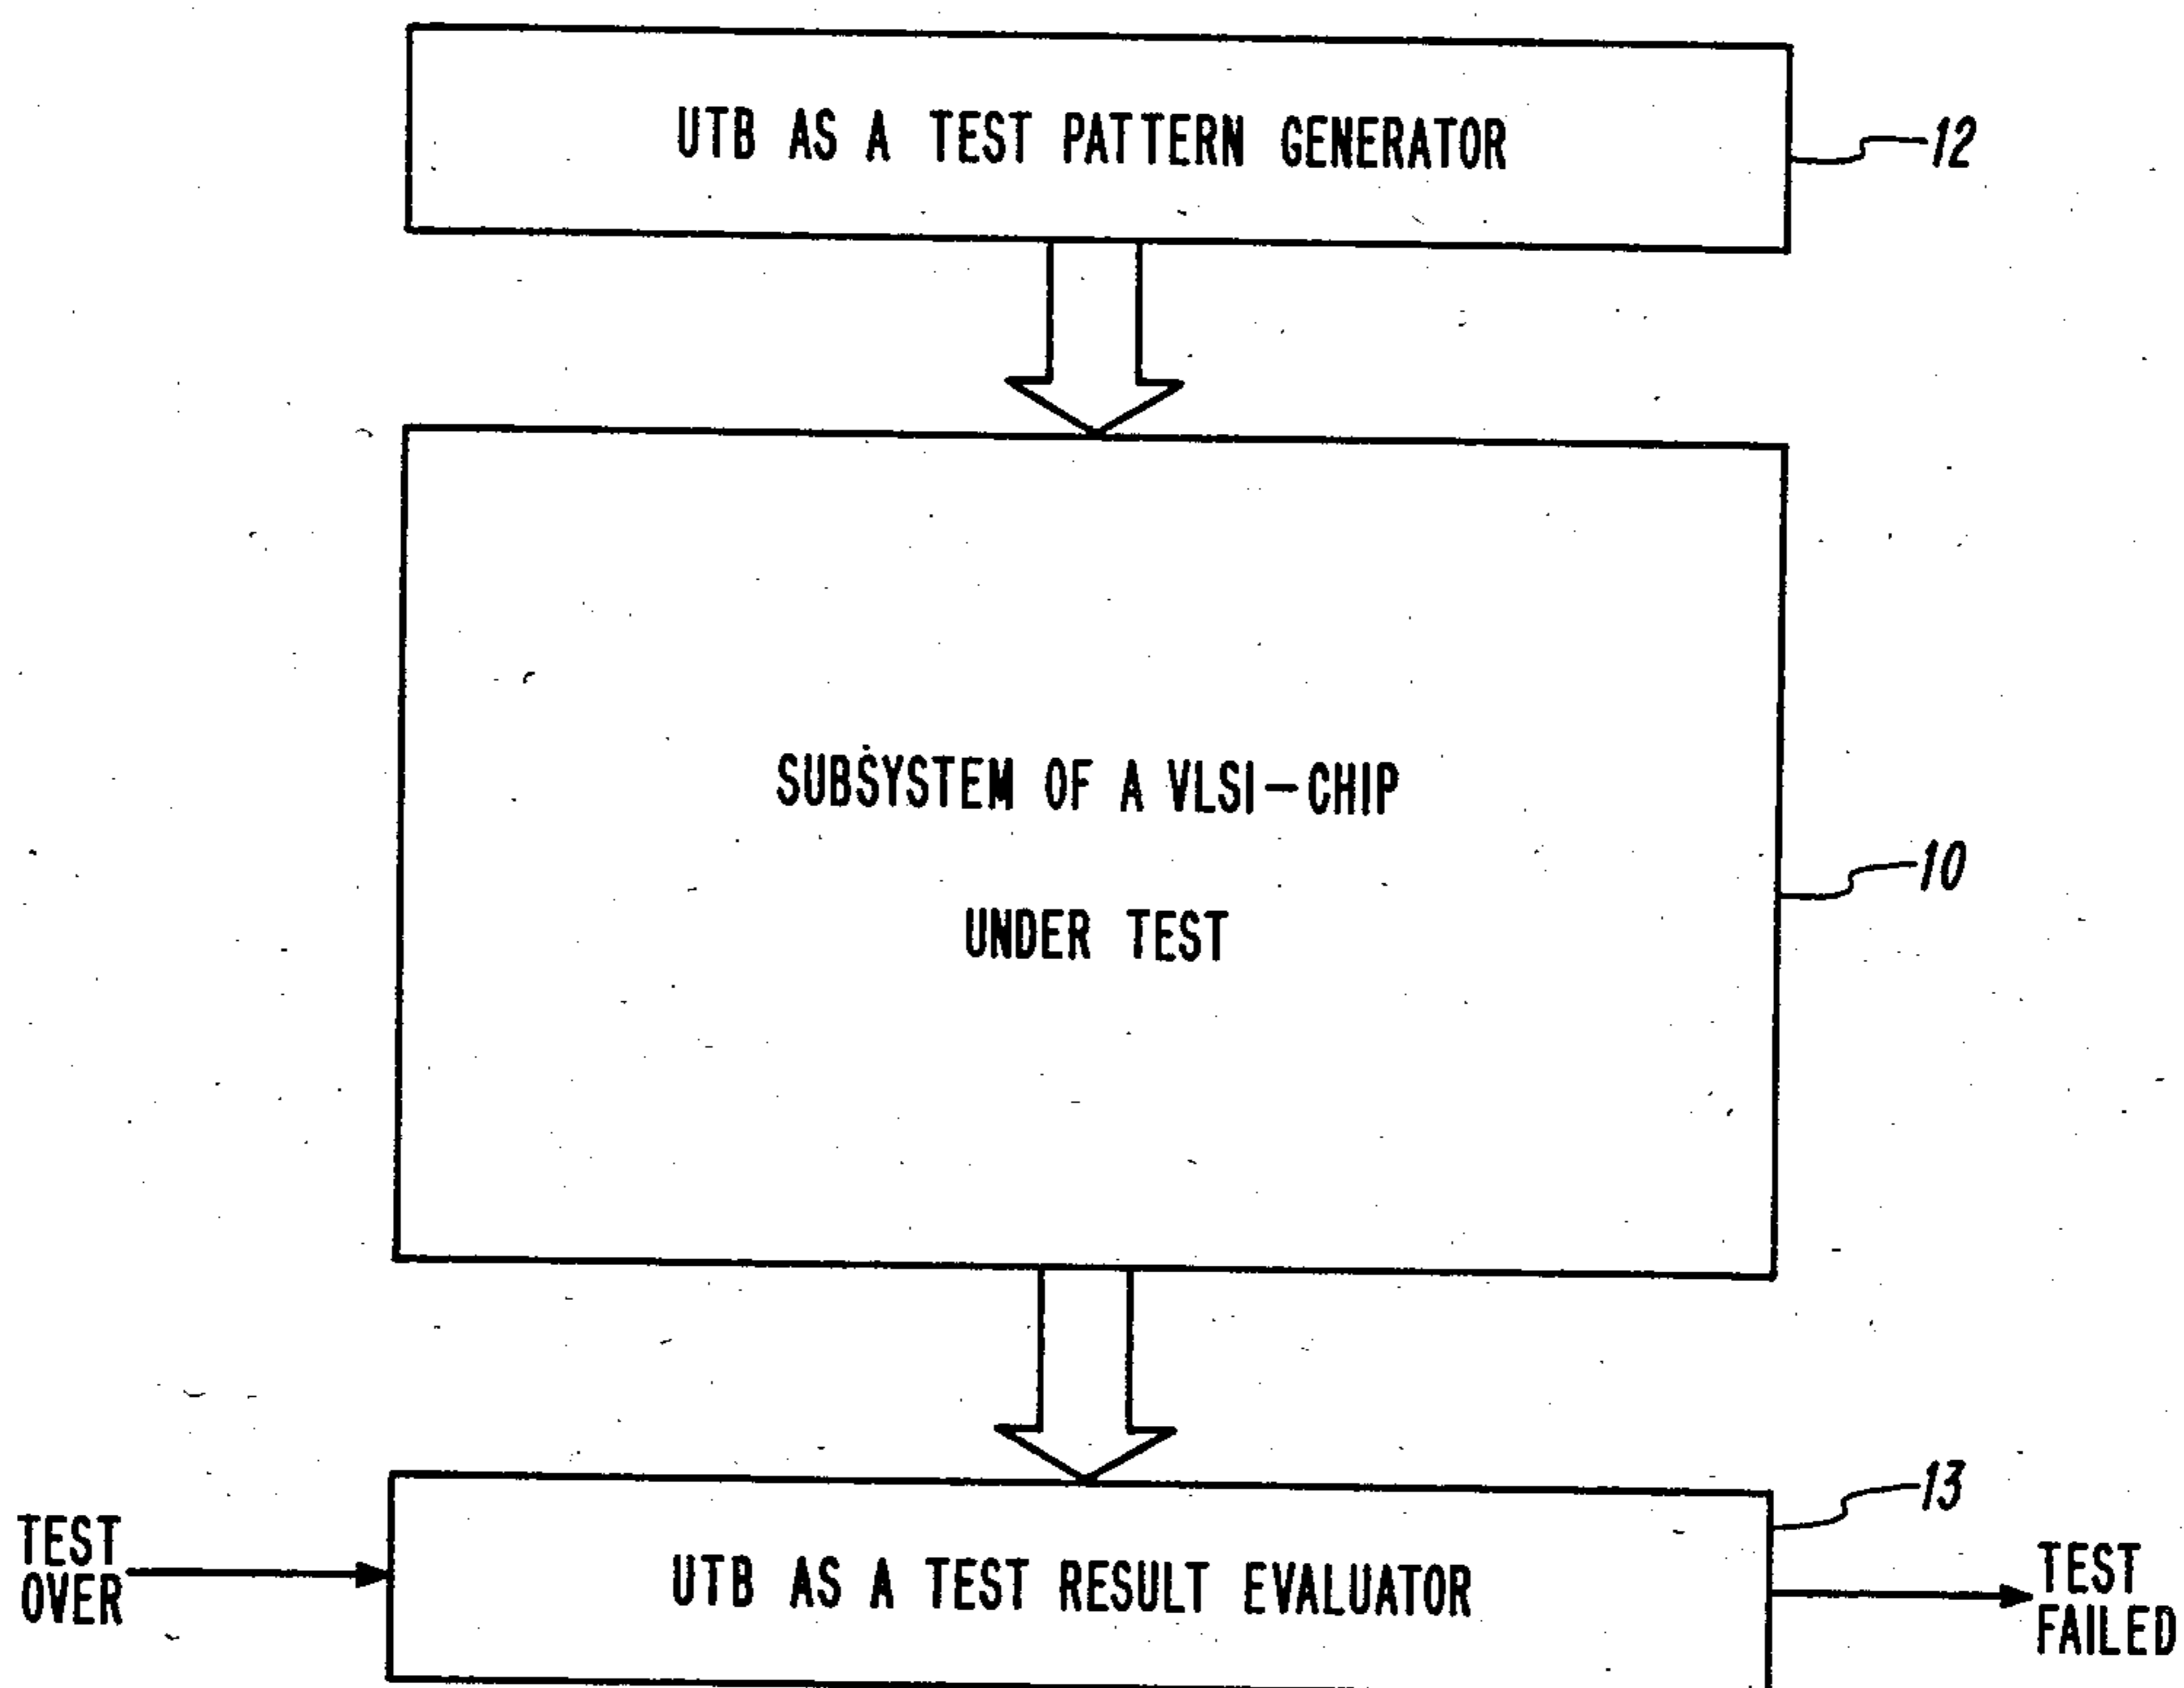 UTB AS A TEST PATTERN GENERATOR
12
SUBSYSTEM OF A VLSI-CHIP
UNDER TEST
10
13
TEST
OVER
UTB AS A TEST RESULT EVALUATOR
TEST
FAILED